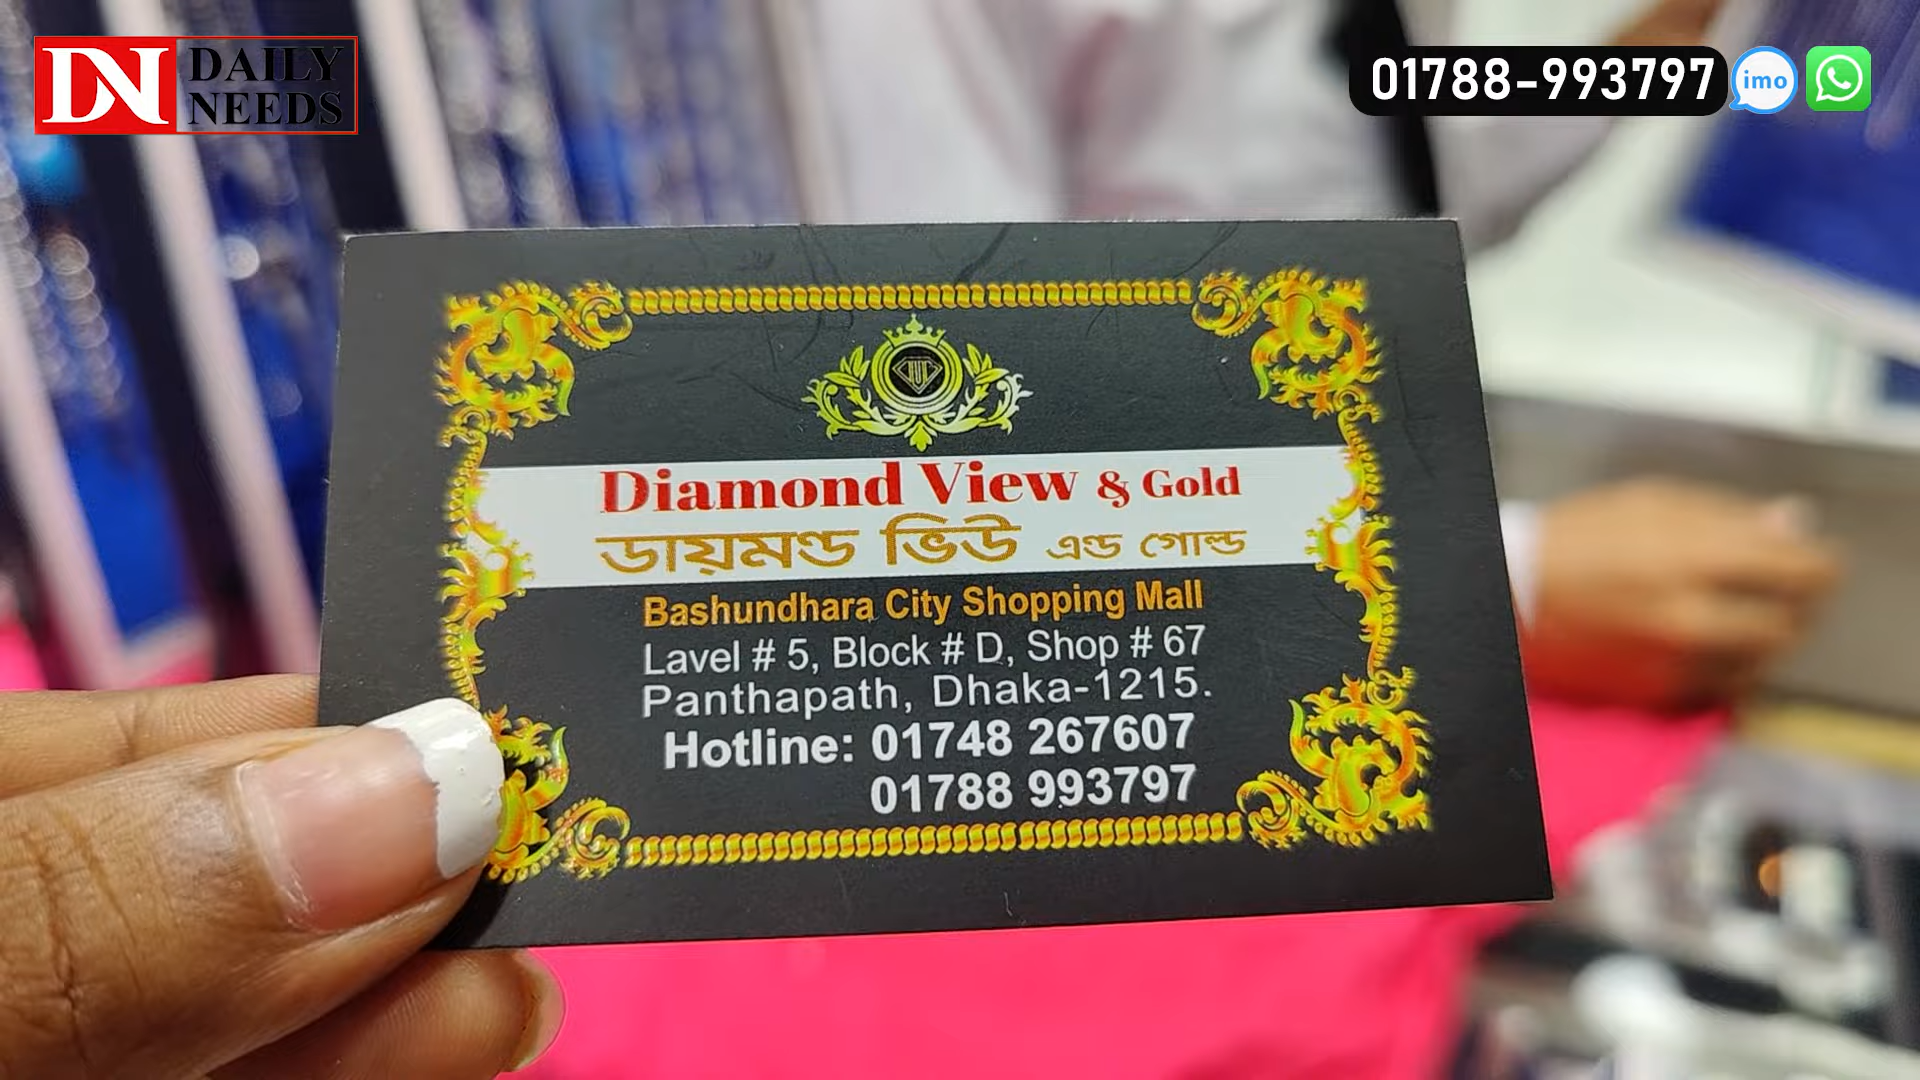 DN DAILY NEEDS
01788-993797 imo
Diamond View & Gold
ডায়মন্ড ভিউ এন্ড গোল্ড
Bashundhara City Shopping Mall
Lavel # 5, Block # D, Shop # 67
Panthapath, Dhaka-1215.
Hotline: 01748 267607
01788 993797